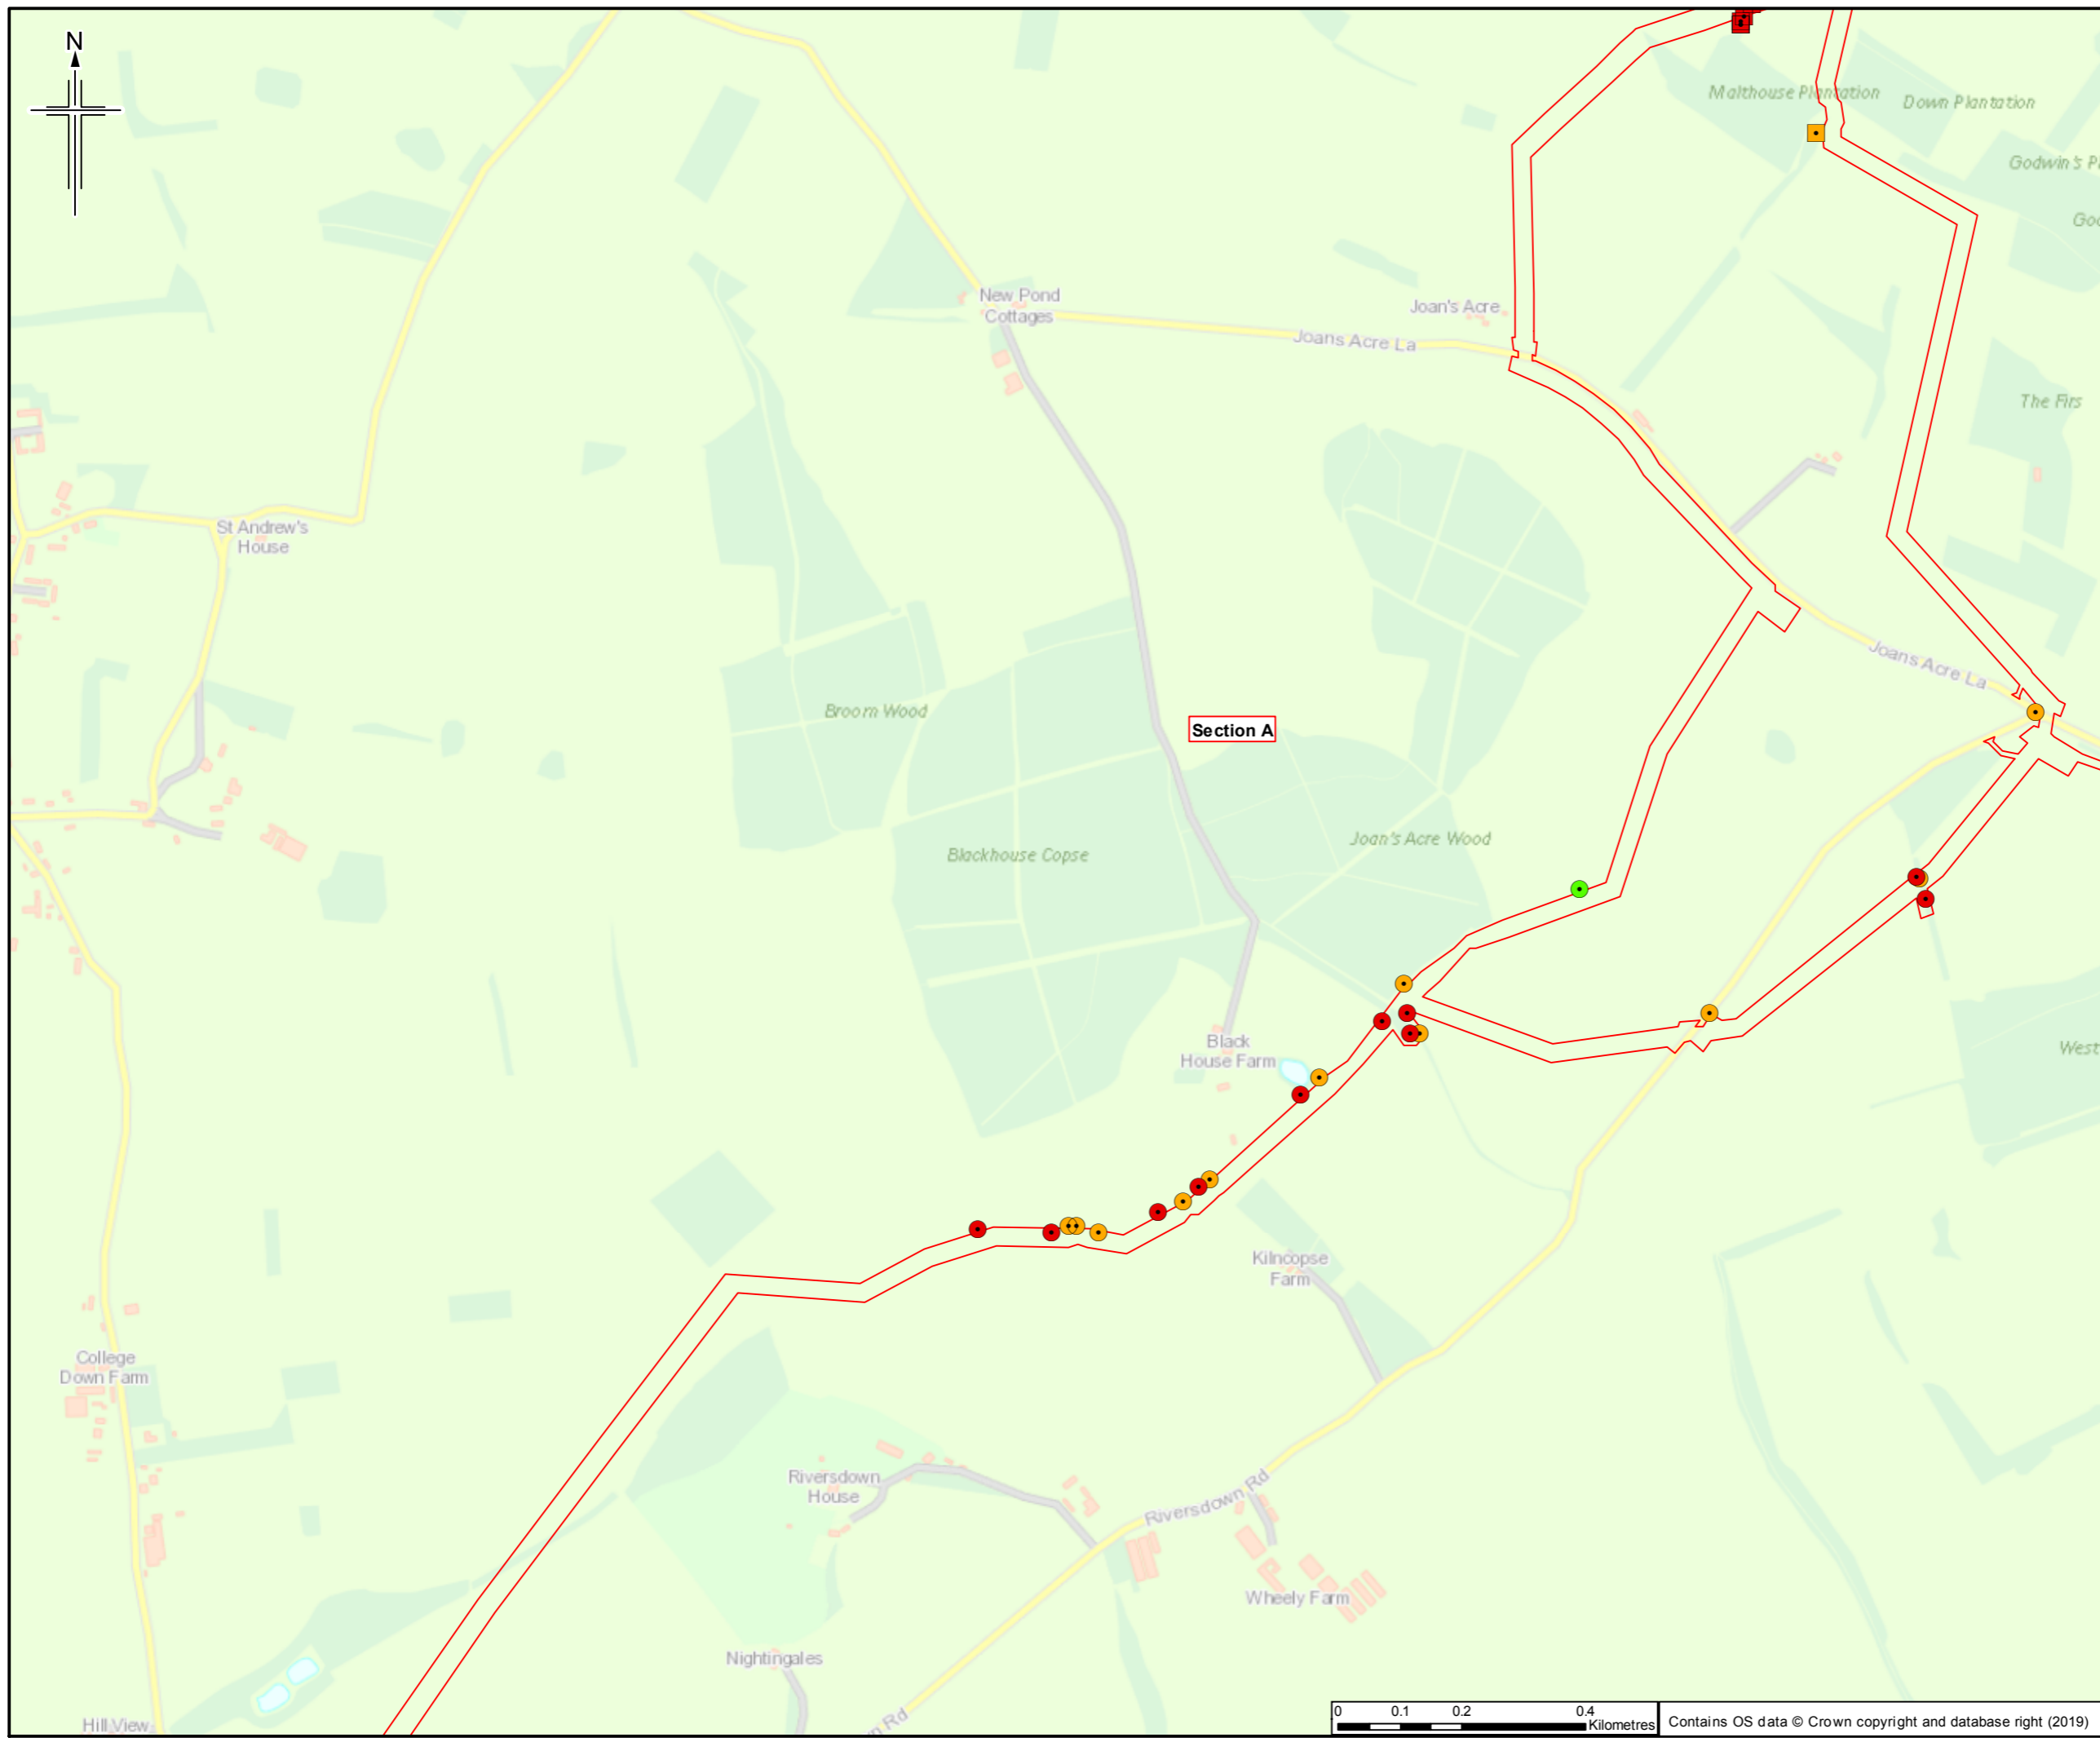 N
Malthouse Plantation
Down Plantation
Godwin's P
New Pond
Cottages
Joan's Acre
Joans Acre La
The Firs
St Andrew's
House
Joans Acre La
Broom Wood
Section A
Joan's Acre Wood
Blackhouse Copse
Black
House Farm
West
Kilncopse
Farm
College
Down Farm
Riversdown
House
Riversdown Rd
Wheely Farm
Nightingales
n Rd
Hill View
0 0.1 0.2 0.4
Kilometres
Contains OS data © Crown copyright and database right (2019)